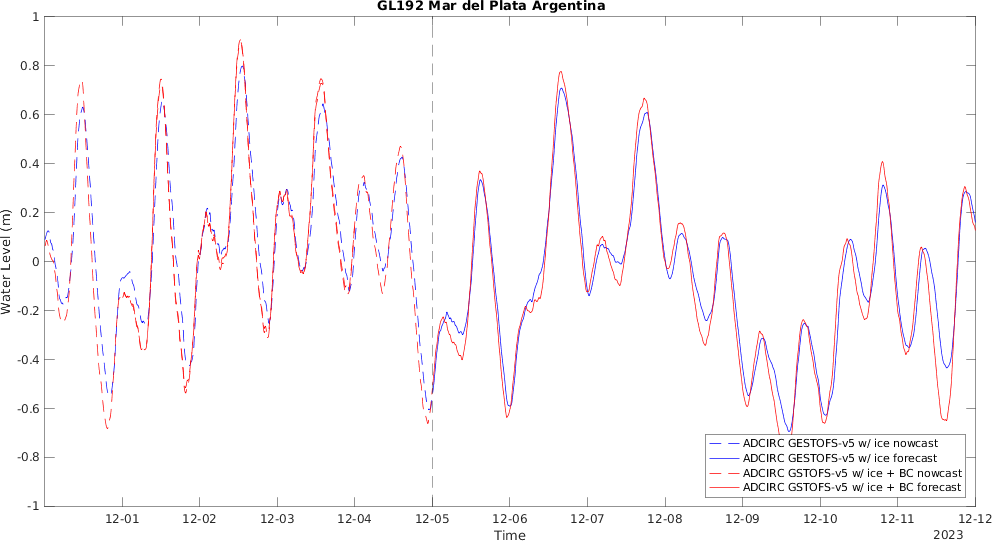 GL192 Mar del Plata Argentina
Water Level (m)
1
0.8
0.6
0.4
0.2
0
-0.2
-0.4
-0.6
-0.8
-1
ADCIRC GESTOFS-v5 w/ ice nowcast
ADCIRC GESTOFS-v5 w/ ice forecast
ADCIRC GSTOFS-v5 w/ ice + BC nowcast
ADCIRC GSTOFS-v5 w/ ice + BC forecast
12-01 12-02 12-03 12-04 12-05 12-06 12-07 12-08 12-09 12-10 12-11 12-12
Time
2023